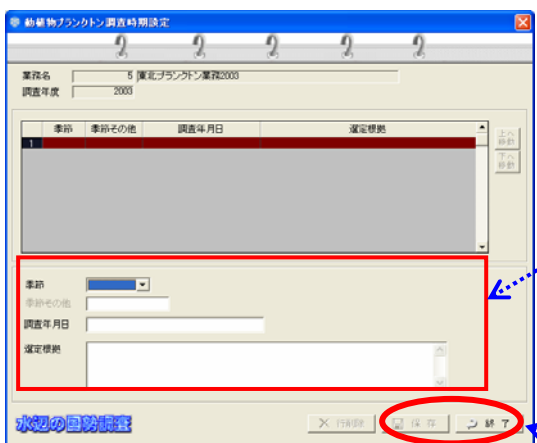 動植物プランクトン調査時期設定
業務名 5 東北プランクトン業務2003
調査年度 2003
季節 季節その他 調査年月日 選定根拠
1
上へ移動
下へ移動
季節
季節その他
調査年月日
選定根拠
水辺の国勢調査
行削除 保存 終了